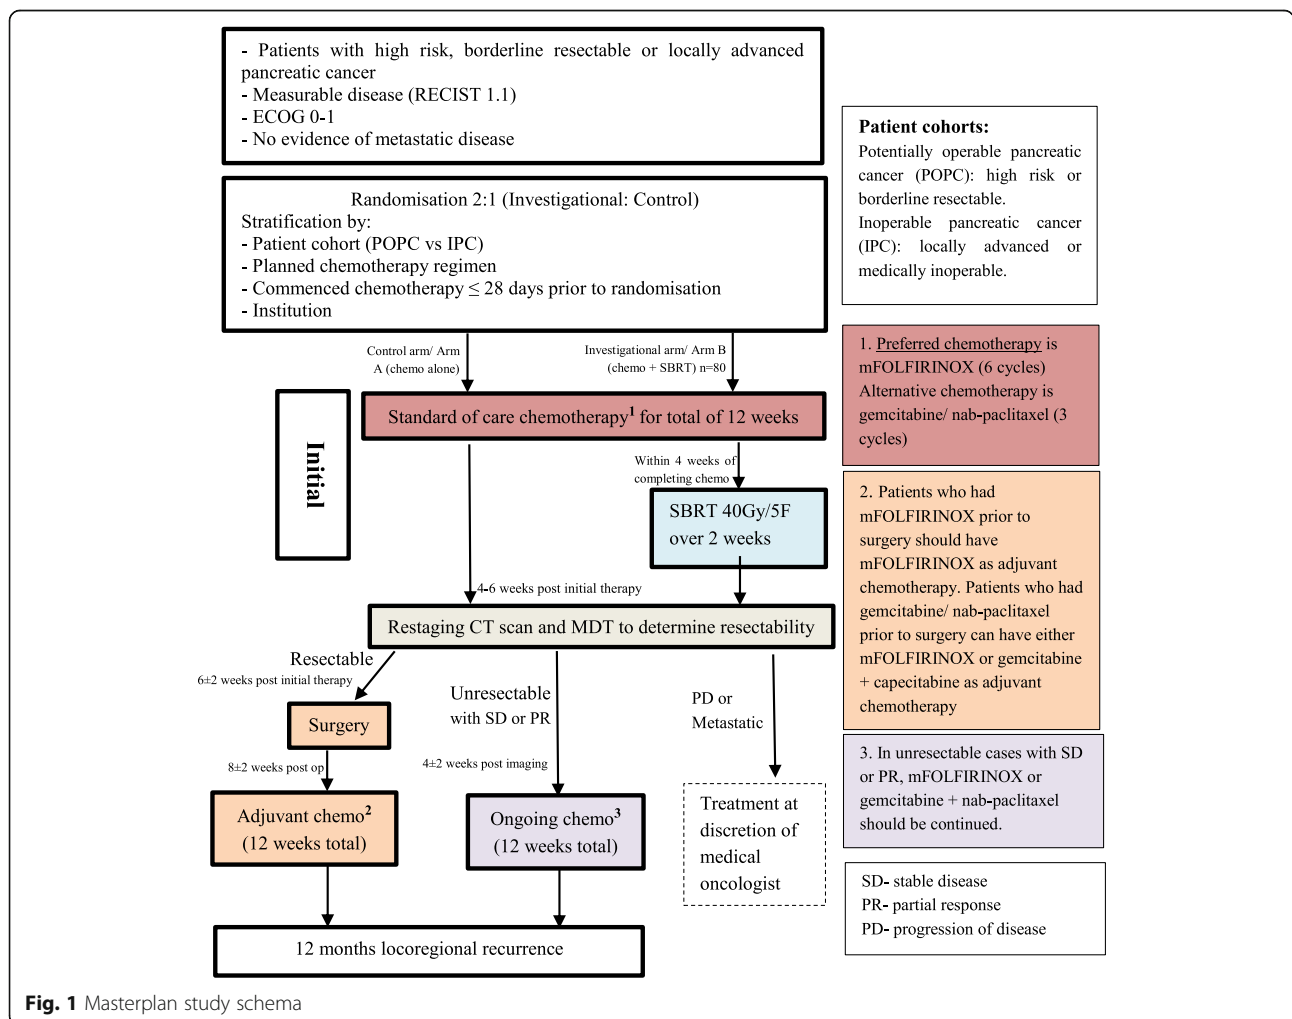 - Patients with high risk, borderline resectable or locally advanced
pancreatic cancer
- Measurable disease (RECIST 1.1)
- ECOG 0-1
- No evidence of metastatic disease
Patient cohorts:
Potentially operable pancreatic
cancer (POPC): high risk or
borderline resectable.
Inoperable pancreatic cancer
(IPC): locally advanced or
medically inoperable.
Randomisation 2:1 (Investigational: Control)
Stratification by:
- Patient cohort (POPC vs IPC)
- Planned chemotherapy regimen
- Commenced chemotherapy ≤ 28 days prior to randomisation
- Institution
Control arm/ Arm
A (chemo alone)
Investigational arm/ Arm B
(chemo + SBRT) n=80
1. Preferred chemotherapy is
mFOLFIRINOX (6 cycles)
Alternative chemotherapy is
gemcitabine/ nab-paclitaxel (3
cycles)
Initial
Standard of care chemotherapy1 for total of 12 weeks
Within 4 weeks of
completing chemo
SBRT 40Gy/5F
over 2 weeks
2. Patients who had
mFOLFIRINOX prior to
surgery should have
mFOLFIRINOX as adjuvant
chemotherapy. Patients who had
gemcitabine/ nab-paclitaxel
prior to surgery can have either
mFOLFIRINOX or gemcitabine
+ capecitabine as adjuvant
chemotherapy
4-6 weeks post initial therapy
Restaging CT scan and MDT to determine resectability
Resectable
6±2 weeks post initial therapy
Unresectable
with SD or PR
PD or
Metastatic
Surgery
8±2 weeks post op
4±2 weeks post imaging
3. In unresectable cases with SD
or PR, mFOLFIRINOX or
gemcitabine + nab-paclitaxel
should be continued.
Adjuvant chemo2
(12 weeks total)
Ongoing chemo3
(12 weeks total)
Treatment at
discretion of
medical
oncologist
SD- stable disease
PR- partial response
PD- progression of disease
12 months locoregional recurrence
Fig. 1 Masterplan study schema